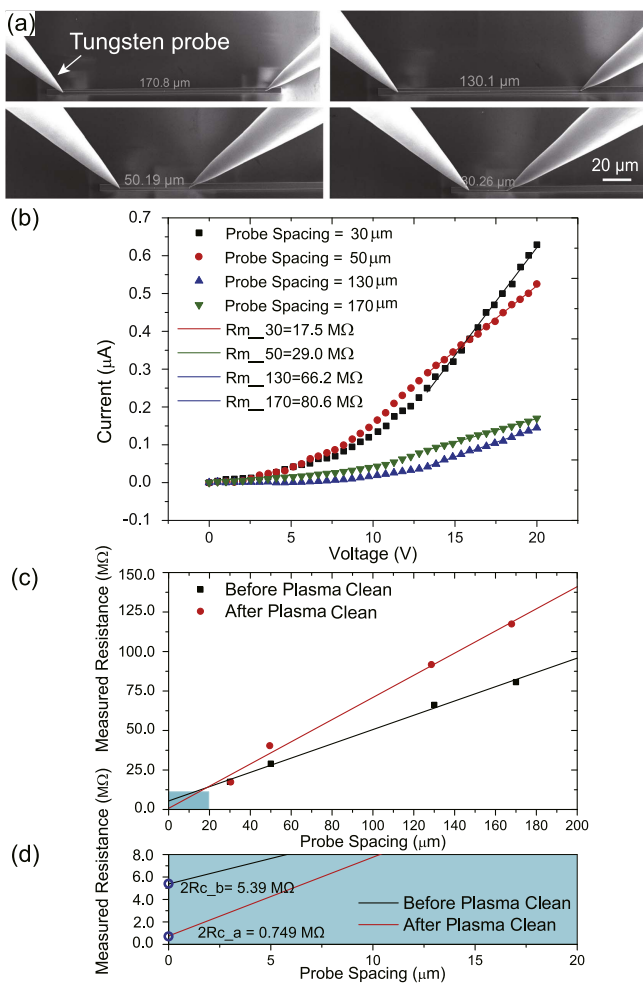 (a)
Tungsten probe
170.8 µm
130.1 µm
50.19 µm
30.26 µm
20 µm
(b)
0.7
0.6
0.5
0.4
0.3
0.2
0.1
0.0
-0.1
Current (µA)
Probe Spacing = 30 µm
Probe Spacing = 50 µm
Probe Spacing = 130 µm
Probe Spacing = 170µm
Rm__30=17.5 MΩ
Rm__50=29.0 MΩ
Rm__130=66.2 MΩ
Rm__170=80.6 MΩ
0 5 10 15 20
Voltage (V)
(c)
Measured Resistance (MΩ)
150.0
125.0
100.0
75.0
50.0
25.0
0.0
Before Plasma Clean
After Plasma Clean
0 20 40 60 80 100 120 140 160 180 200
Probe Spacing (µm)
(d)
Measured Resistance (MΩ)
8.0
6.0
4.0
2.0
0.0
2Rc_b= 5.39 MΩ
2Rc_a = 0.749 MΩ
Before Plasma Clean
After Plasma Clean
0 5 10 15 20
Probe Spacing (µm)